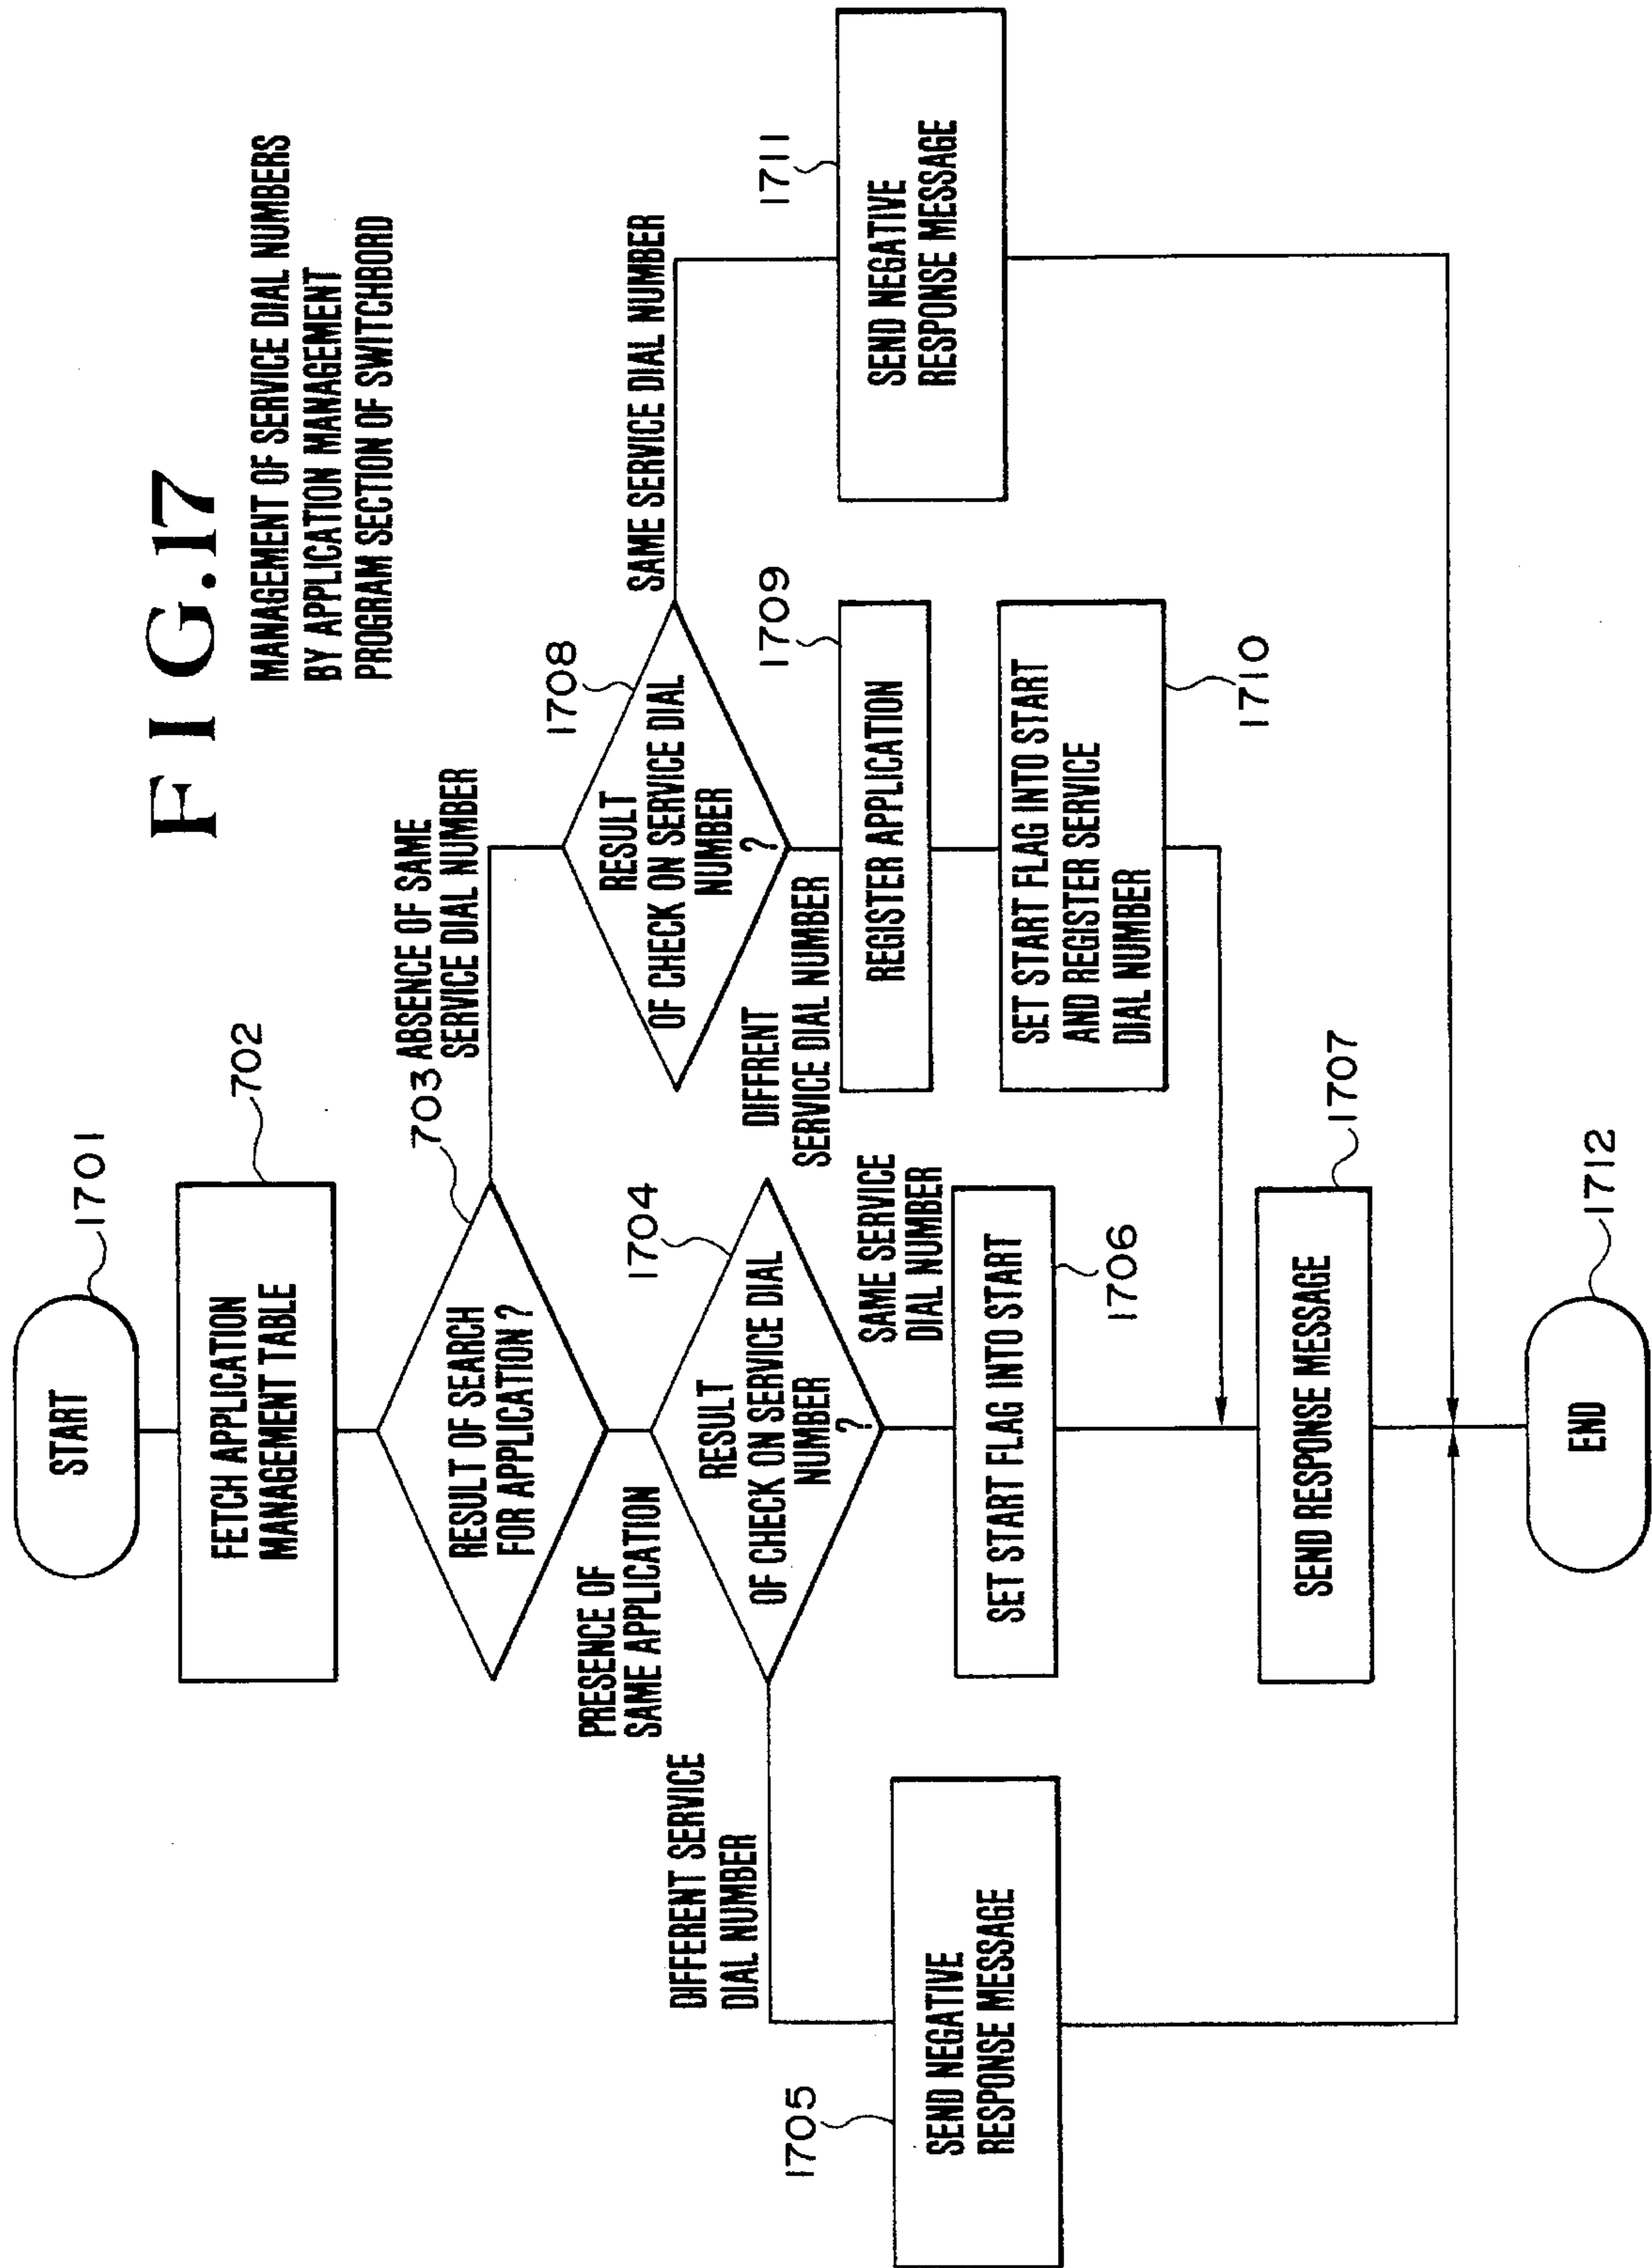 FIG.17
MANAGEMENT OF SERVICE DIAL NUMBERS
BY APPLICATION MANAGEMENT
PROGRAM SECTION OF SWITCHBORD
START
1701
FETCH APPLICATION
MANAGEMENT TABLE
702
RESULT OF SEARCH
FOR APPLICATION ?
703
ABSENCE OF SAME
SERVICE DIAL NUMBER
PRESENCE OF
SAME APPLICATION
RESULT
OF CHECK ON SERVICE DIAL
NUMBER
?
1704
DIFFERENT SERVICE
DIAL NUMBER
SAME SERVICE
DIAL NUMBER
1705
SEND NEGATIVE
RESPONSE MESSAGE
SET START FLAG INTO START
1706
SEND RESPONSE MESSAGE
1707
RESULT
OF CHECK ON SERVICE DIAL
NUMBER
?
1708
SAME SERVICE DIAL NUMBER
DIFFRENT
SERVICE DIAL NUMBER
REGISTER APPLICATION
1709
SET START FLAG INTO START
AND REGISTER SERVICE
DIAL NUMBER
1710
SEND NEGATIVE
RESPONSE MESSAGE
1711
END
1712